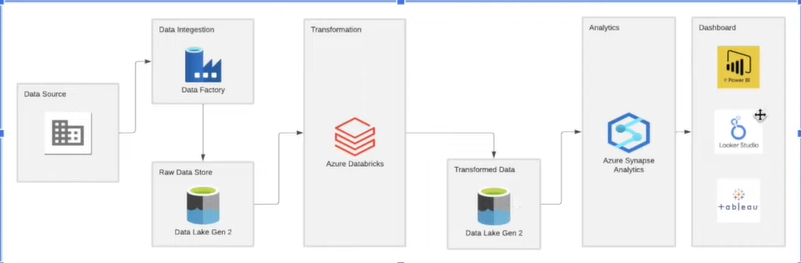 Data Source
Data Integestion
Data Factory
Raw Data Store
Data Lake Gen 2
Transformation
Azure Databricks
Transformed Data
Data Lake Gen 2
Analytics
Azure Synapse
Analytics
Dashboard
Power BI
Looker Studio
+ableau